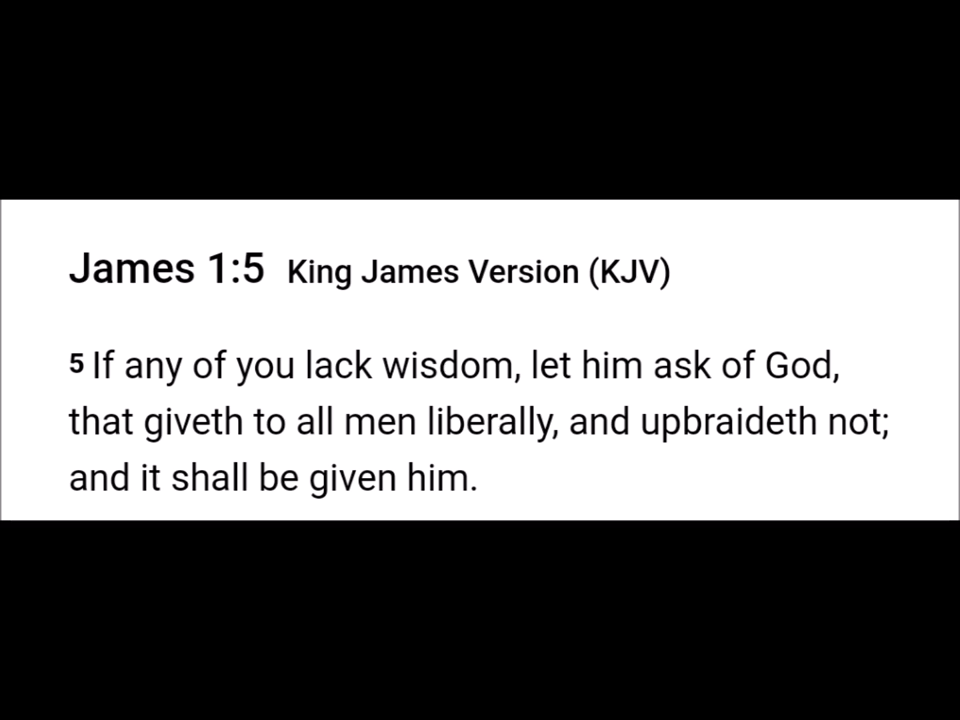 James 1:5 King James Version (KJV)
5 If any of you lack wisdom, let him ask of God,
that giveth to all men liberally, and upbraideth not;
and it shall be given him.